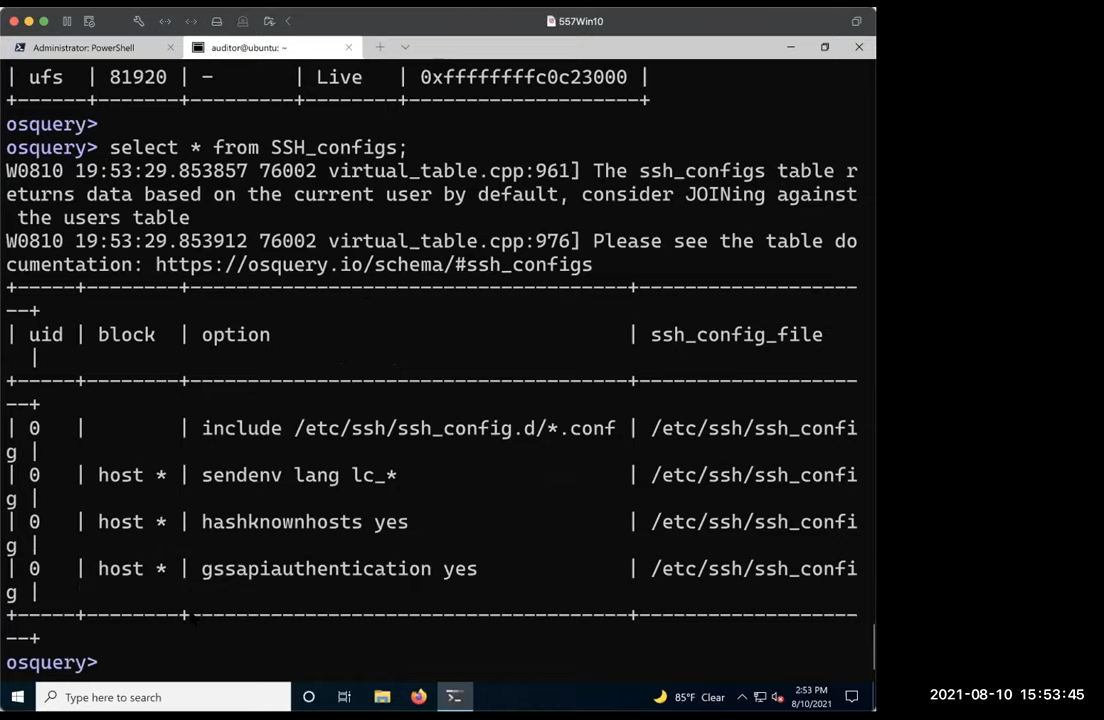 557Win10
Administrator: PowerShell
auditor@ubuntu: ~
| ufs | 81920 | - | Live | 0xffffffffc0c23000 |
+------+-------+---------+--------+--------------------+
osquery>
osquery> select * from SSH_configs;
W0810 19:53:29.853857 76002 virtual_table.cpp:961] The ssh_configs table r
eturns data based on the current user by default, consider JOINing against
the users table
W0810 19:53:29.853912 76002 virtual_table.cpp:976] Please see the table do
cumentation: https://osquery.io/schema/#ssh_configs
+-----+--------+--------------------------------------+-------------------
--+
| uid | block | option | ssh_config_file
|
+-----+--------+--------------------------------------+-------------------
--+
| 0 | | include /etc/ssh/ssh_config.d/*.conf | /etc/ssh/ssh_confi
g |
| 0 | host * | sendenv lang lc_* | /etc/ssh/ssh_confi
g |
| 0 | host * | hashknownhosts yes | /etc/ssh/ssh_confi
g |
| 0 | host * | gssapiauthentication yes | /etc/ssh/ssh_confi
g |
+-----+--------+--------------------------------------+-------------------
--+
osquery>
Type here to search
85°F Clear
2:53 PM
8/10/2021
2021-08-10 15:53:45